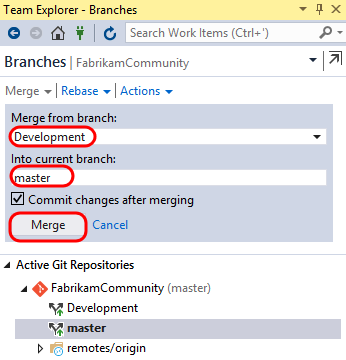 Team Explorer - Branches
Search Work Items (Ctrl+')
Branches | FabrikamCommunity
Merge | Rebase | Actions
Merge from branch:
Development
Into current branch:
master
Commit changes after merging
Merge Cancel
Active Git Repositories
FabrikamCommunity (master)
Development
master
remotes/origin